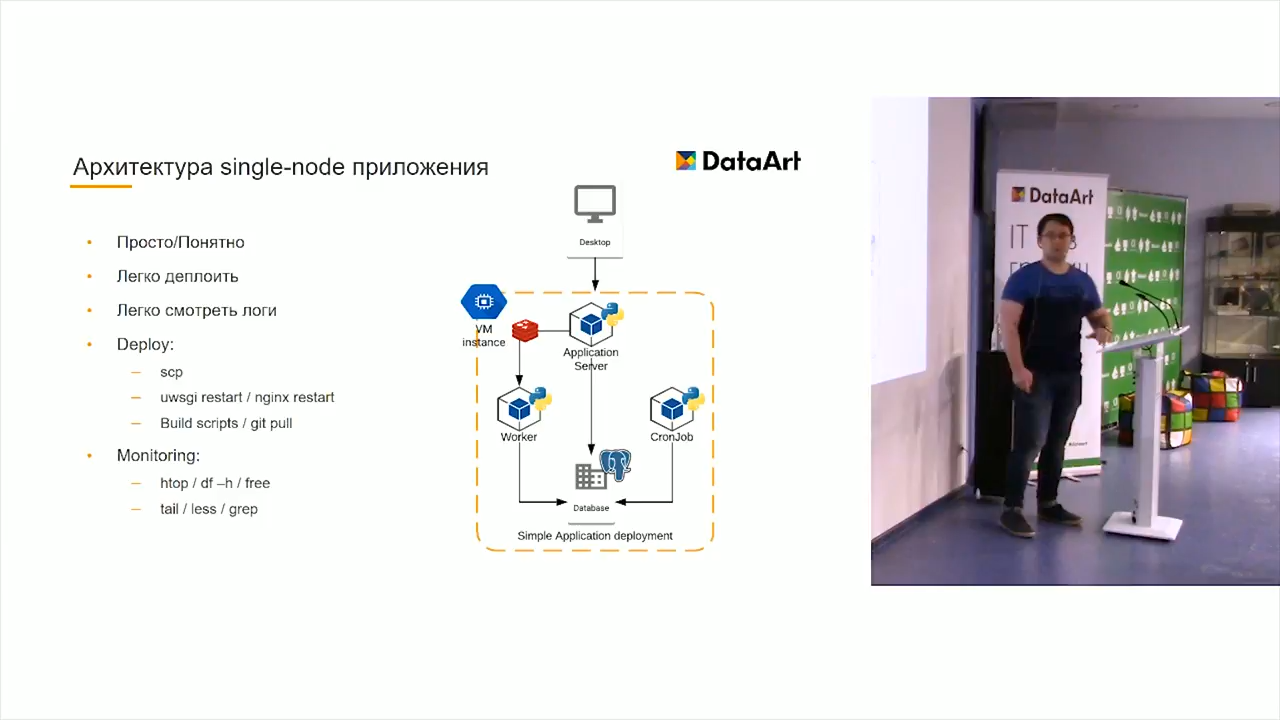 Архитектура single-node приложения
DataArt
Просто/Понятно
Легко деплоить
Легко смотреть логи
Deploy:
scp
uwsgi restart / nginx restart
Build scripts / git pull
Monitoring:
htop / df –h / free
tail / less / grep
Desktop
VM
instance
Application
Server
Worker
CronJob
Database
Simple Application deployment
DataArt
IT